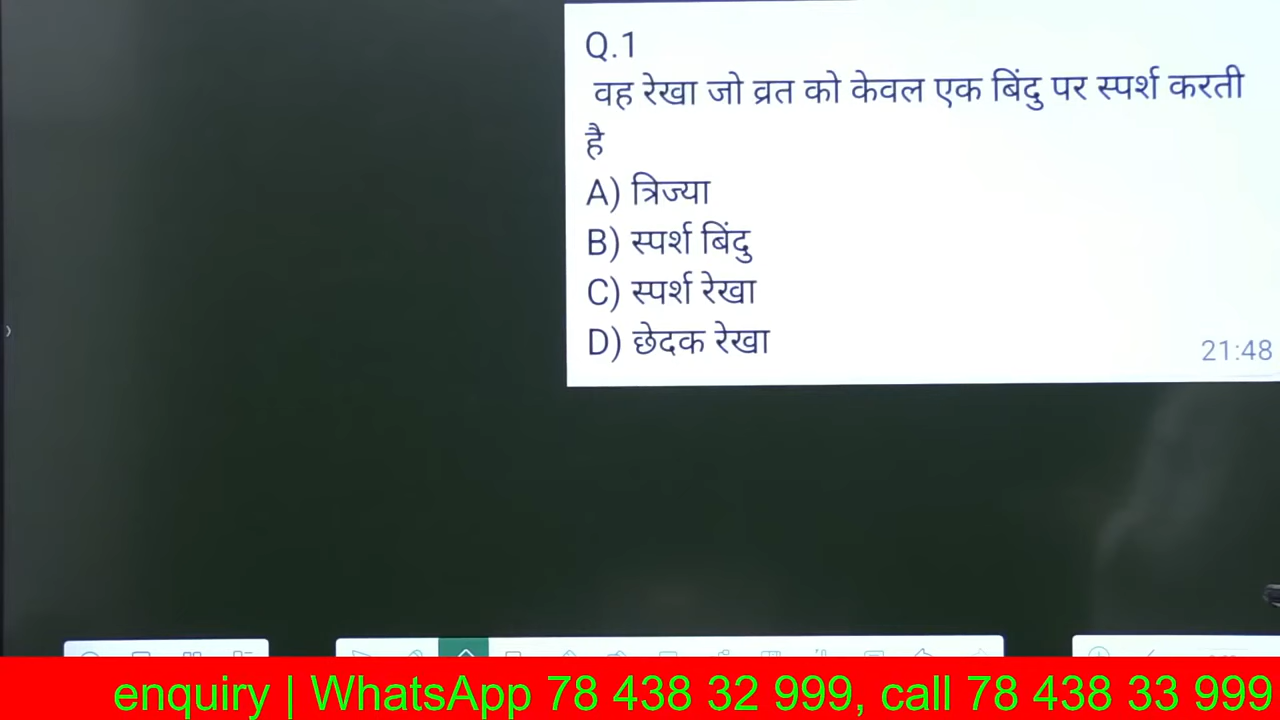 Q.1
वह रेखा जो व्रत को केवल एक बिंदु पर स्पर्श करती
है
A) त्रिज्या
B) स्पर्श बिंदु
C) स्पर्श रेखा
D) छेदक रेखा
21:48
enquiry | WhatsApp 78 438 32 999, call 78 438 33 999